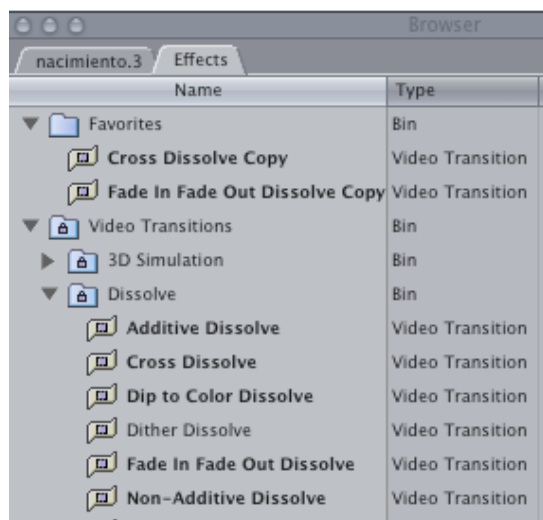 Browser
nacimiento.3 Effects
Name Type
Favorites Bin
Cross Dissolve Copy Video Transition
Fade In Fade Out Dissolve Copy Video Transition
Video Transitions Bin
3D Simulation Bin
Dissolve Bin
Additive Dissolve Video Transition
Cross Dissolve Video Transition
Dip to Color Dissolve Video Transition
Dither Dissolve Video Transition
Fade In Fade Out Dissolve Video Transition
Non-Additive Dissolve Video Transition